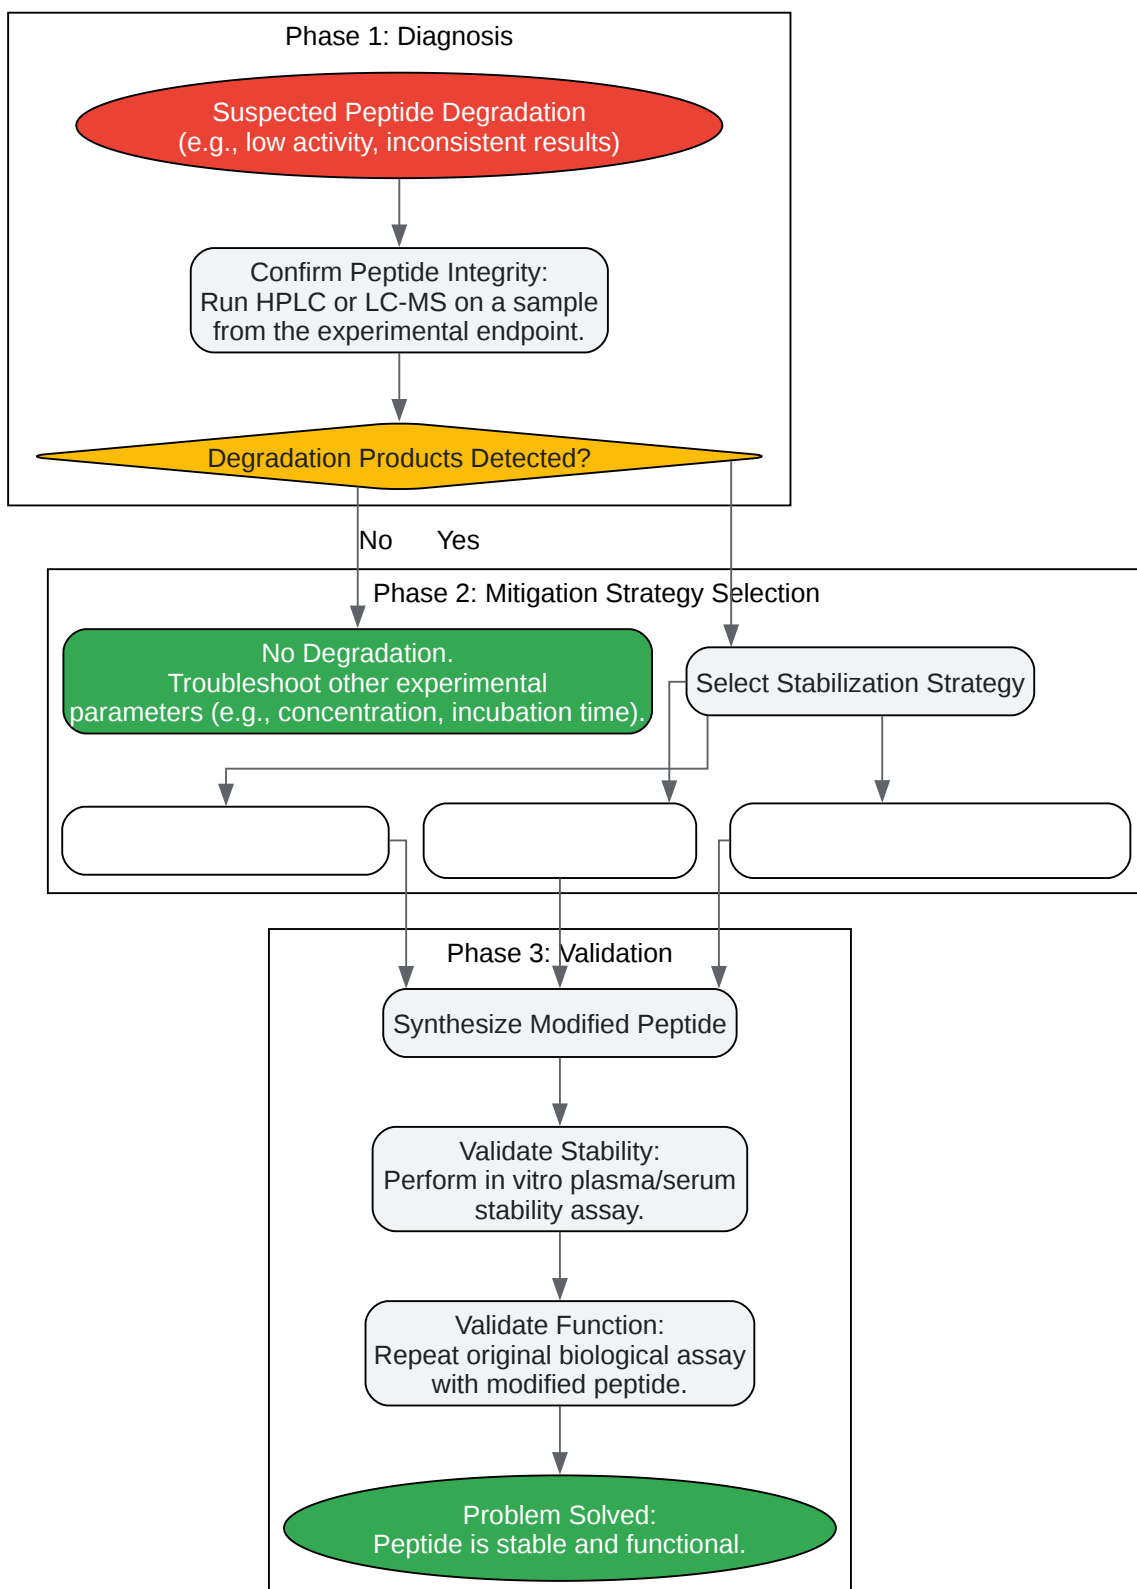 Phase 1: Diagnosis
Suspected Peptide Degradation
(e.g., low activity, inconsistent results)
Confirm Peptide Integrity:
Run HPLC or LC-MS on a sample
from the experimental endpoint.
Degradation Products Detected?
No
Yes
Phase 2: Mitigation Strategy Selection
No Degradation.
Troubleshoot other experimental
parameters (e.g., concentration, incubation time).
Select Stabilization Strategy
Phase 3: Validation
Synthesize Modified Peptide
Validate Stability:
Perform in vitro plasma/serum
stability assay.
Validate Function:
Repeat original biological assay
with modified peptide.
Problem Solved:
Peptide is stable and functional.